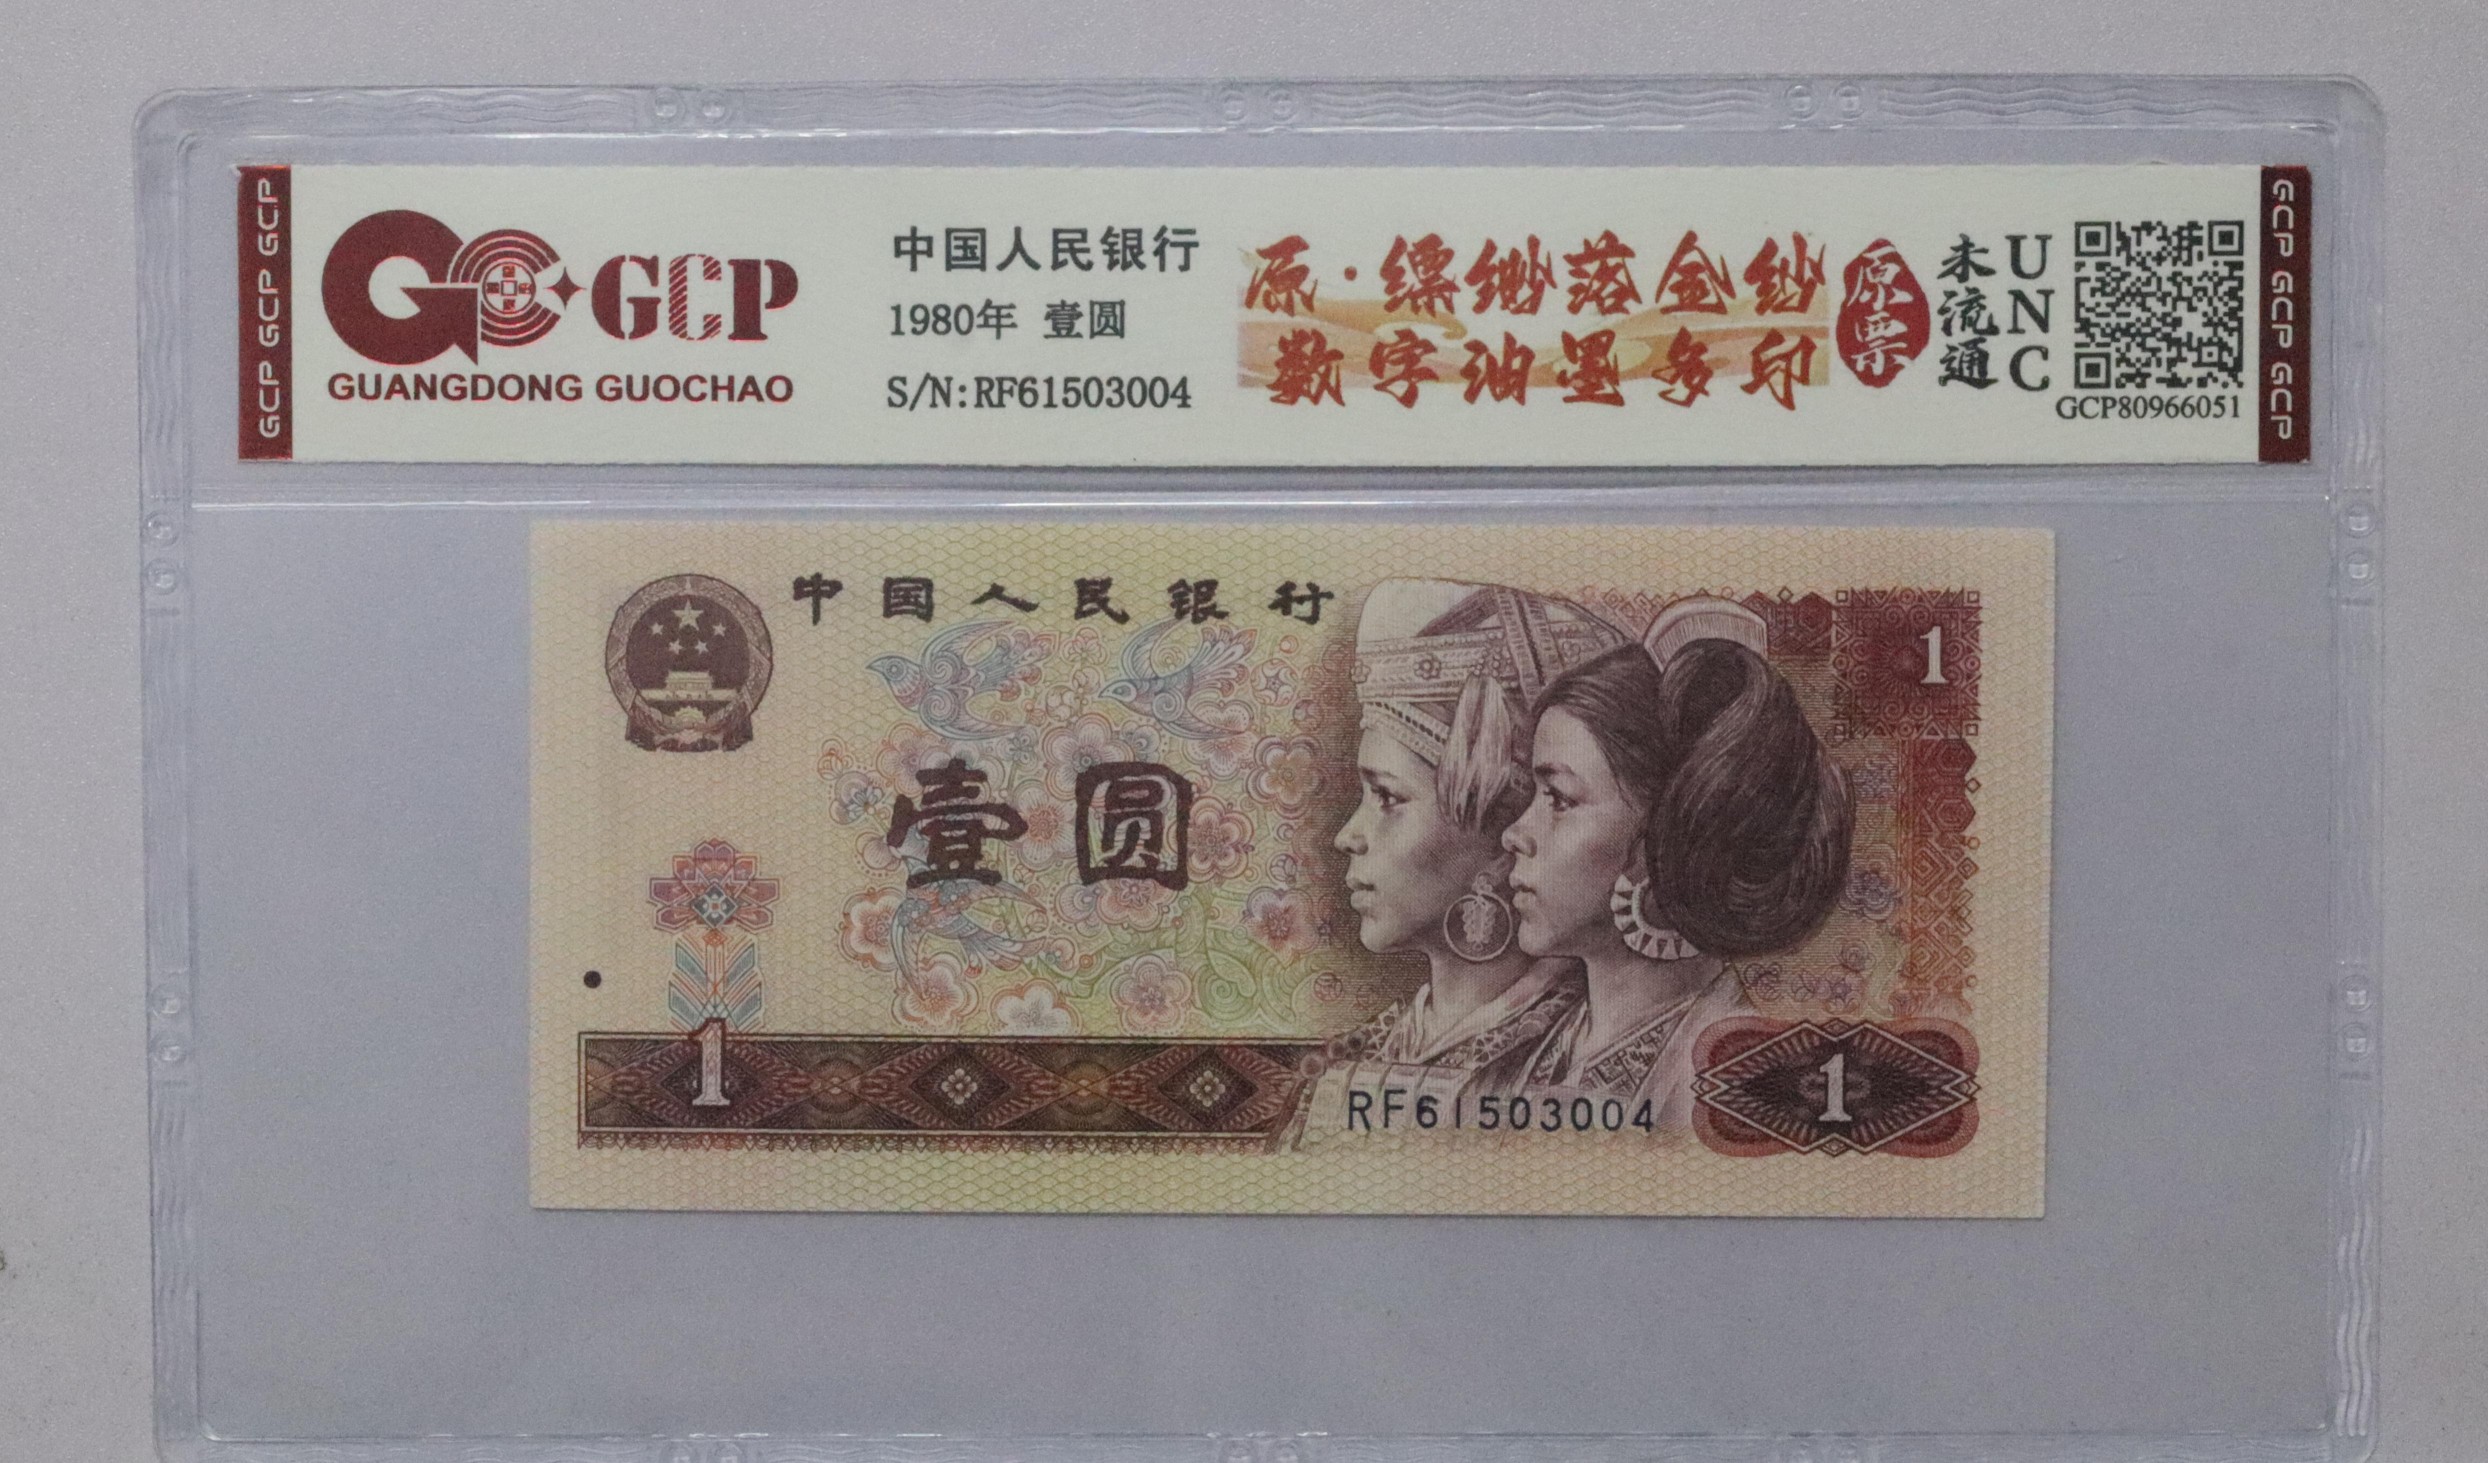 GCP GCP GCP
GCP
GUANGDONG GUOCHAO
中国人民银行
1980年 壹圆
S/N:RF61503004
原·缥缈落金纱
数字油墨多印
原票
未流通
UNC
GCP80966051
GCP GCP GCP
中国人民银行
1
壹圆
1
RF61503004
1